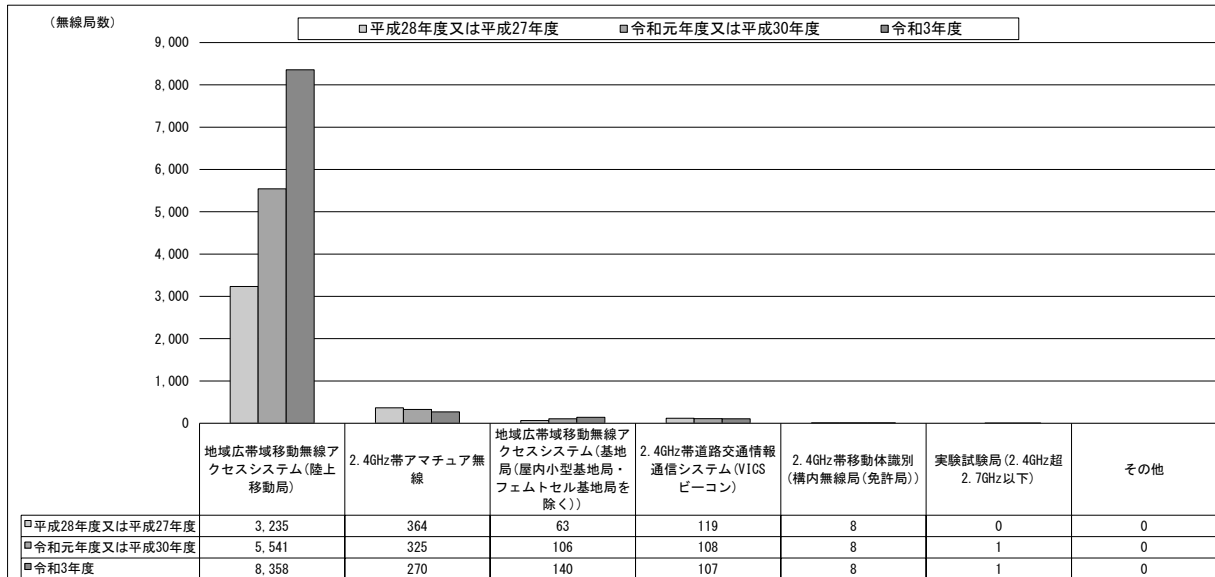 (無線局数)
□平成28年度又は平成27年度 ■令和元年度又は平成30年度 ■令和3年度
9,000
8,000
7,000
6,000
5,000
4,000
3,000
2,000
1,000
0
地域広帯域移動無線アクセスシステム(陸上移動局)
2.4GHz帯アマチュア無線
地域広帯域移動無線アクセスシステム(基地局(屋内小型基地局・フェムトセル基地局を除く))
2.4GHz帯道路交通情報通信システム(VICSビーコン)
2.4GHz帯移動体識別(構内無線局(免許局))
実験試験局(2.4GHz超2.7GHz以下)
その他
□平成28年度又は平成27年度 3,235 364 63 119 8 0 0
■令和元年度又は平成30年度 5,541 325 106 108 8 1 0
■令和3年度 8,358 270 140 107 8 1 0